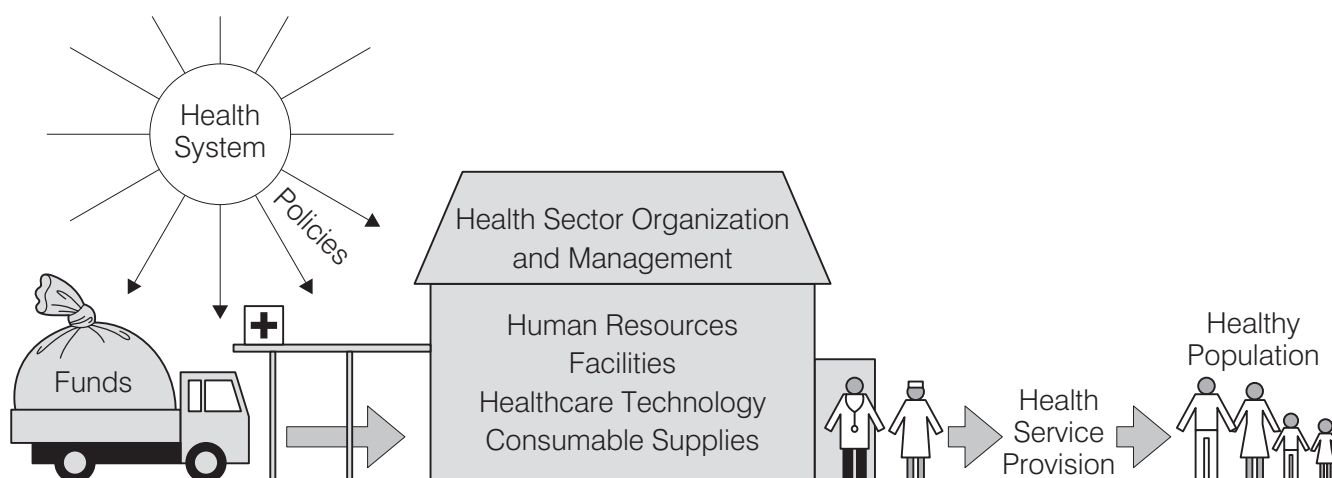 Health
System
Policies
Funds
Health Sector Organization
and Management
Human Resources
Facilities
Healthcare Technology
Consumable Supplies
Health
Service
Provision
Healthy
Population